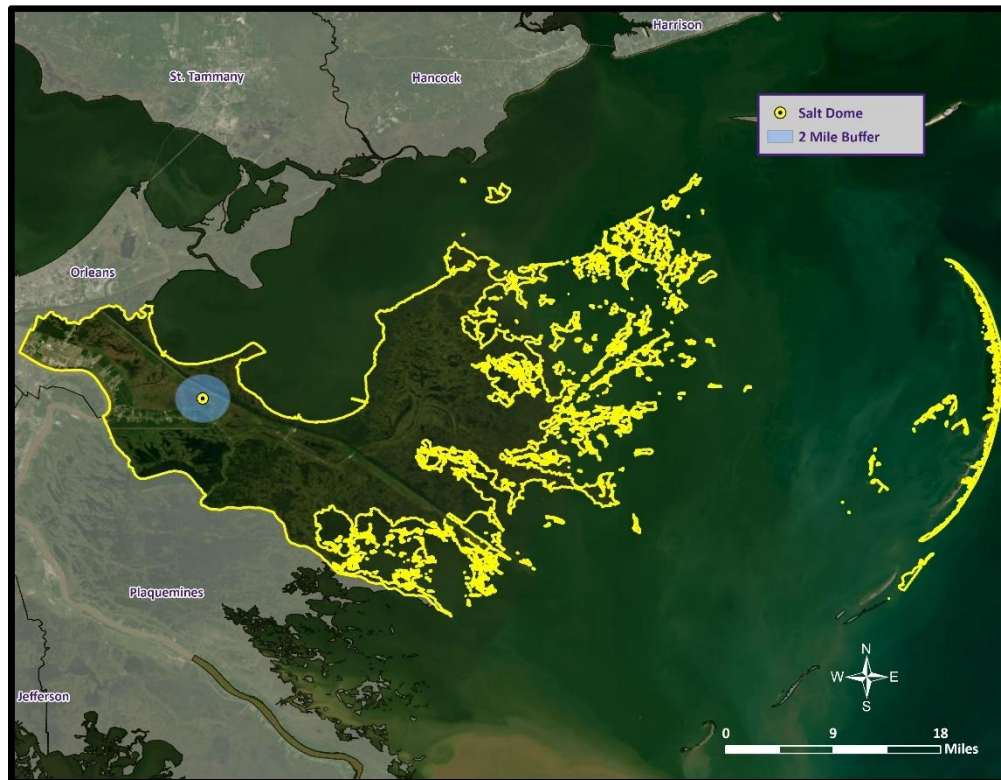 Harrison
St. Tammany
Hancock
Salt Dome
2 Mile Buffer
Orleans
Plaquemines
Jefferson
N
W E
S
0 9 18
Miles